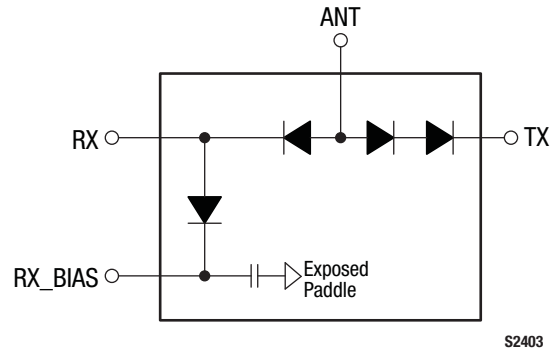 ANT
RX
TX
RX_BIAS
Exposed
Paddle
S2403